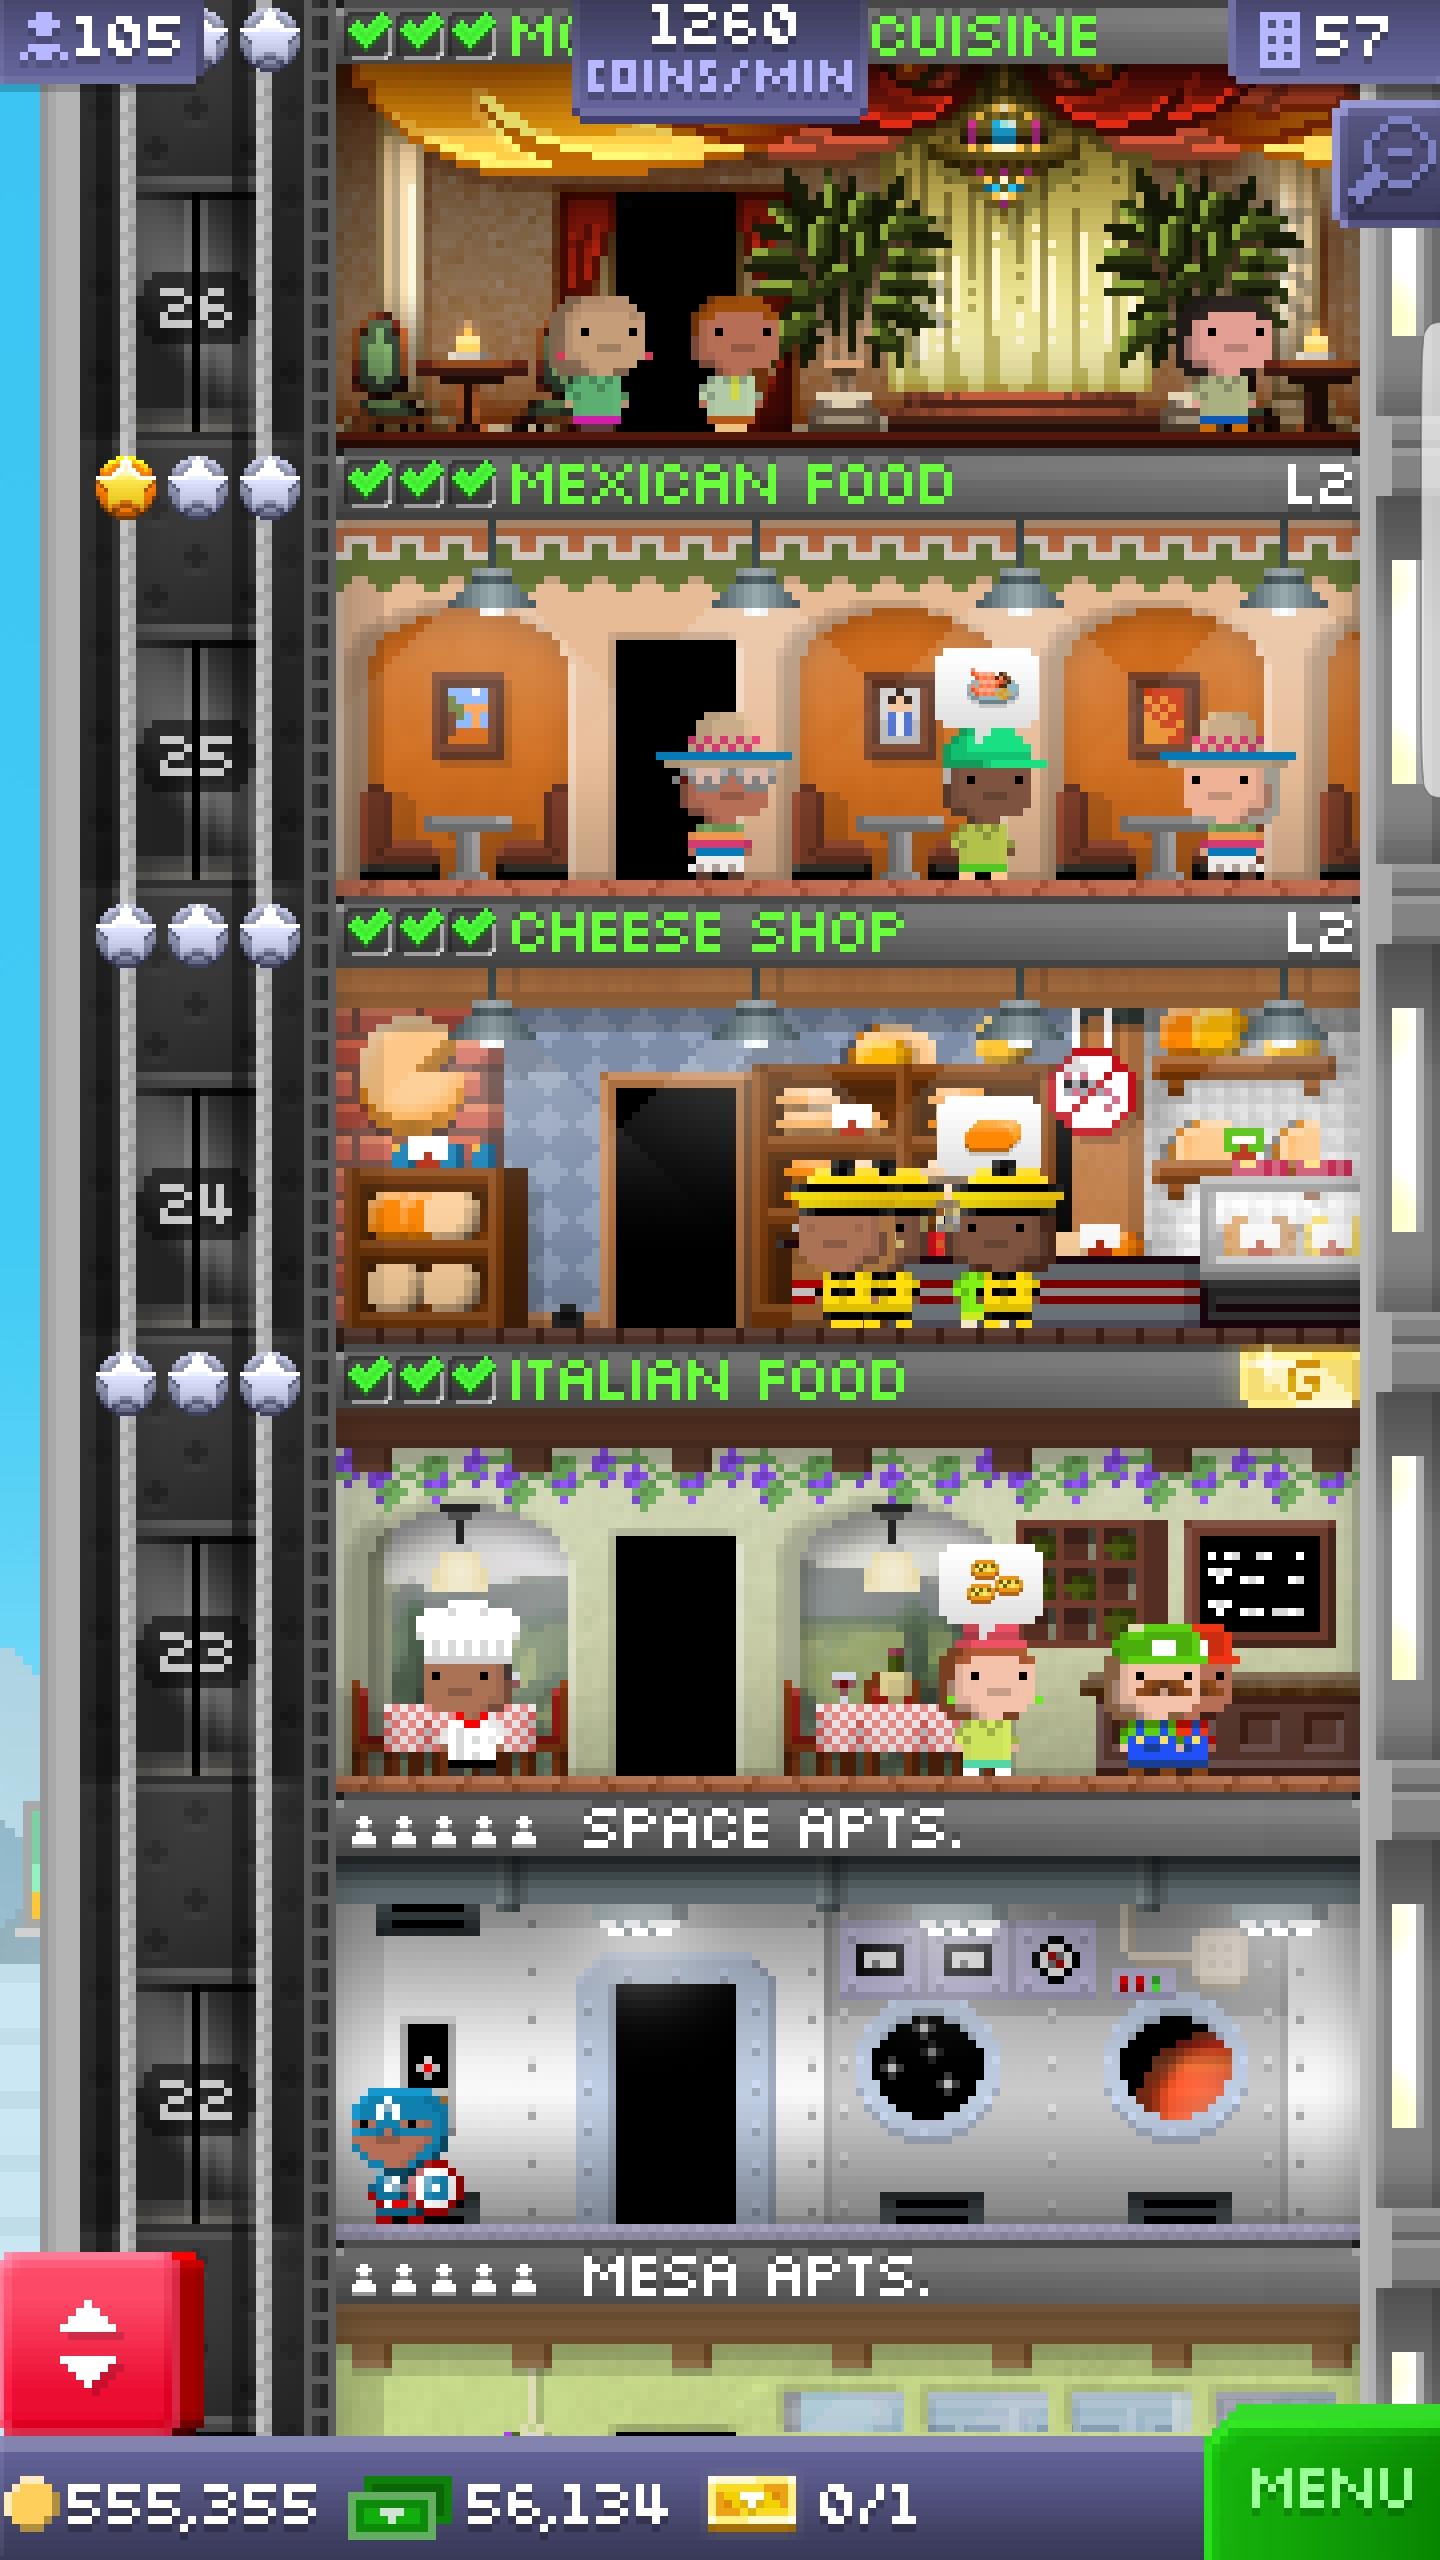 105
1260
COINS/MIN
57
CUISINE
26
MEXICAN FOOD L2
25
CHEESE SHOP L2
24
ITALIAN FOOD G
23
SPACE APTS.
22
MESA APTS.
555,355 56,134 0/1
MENU